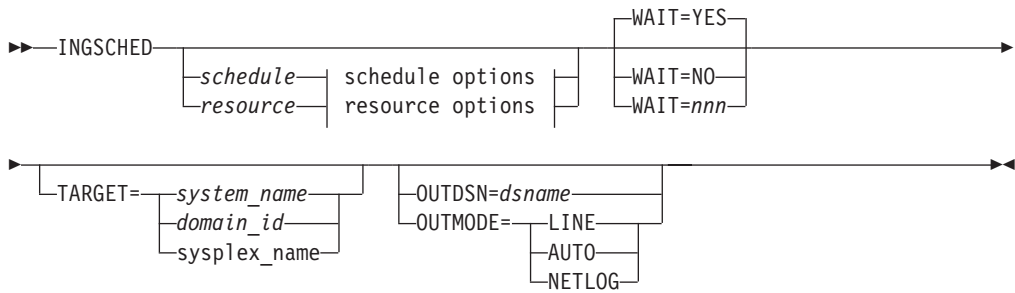 WAIT=YES
INGSCHED
schedule schedule options WAIT=NO
resource resource options WAIT=nnn
TARGET= system_name OUTDSN=dsname
domain_id OUTMODE= LINE
sysplex_name AUTO
NETLOG